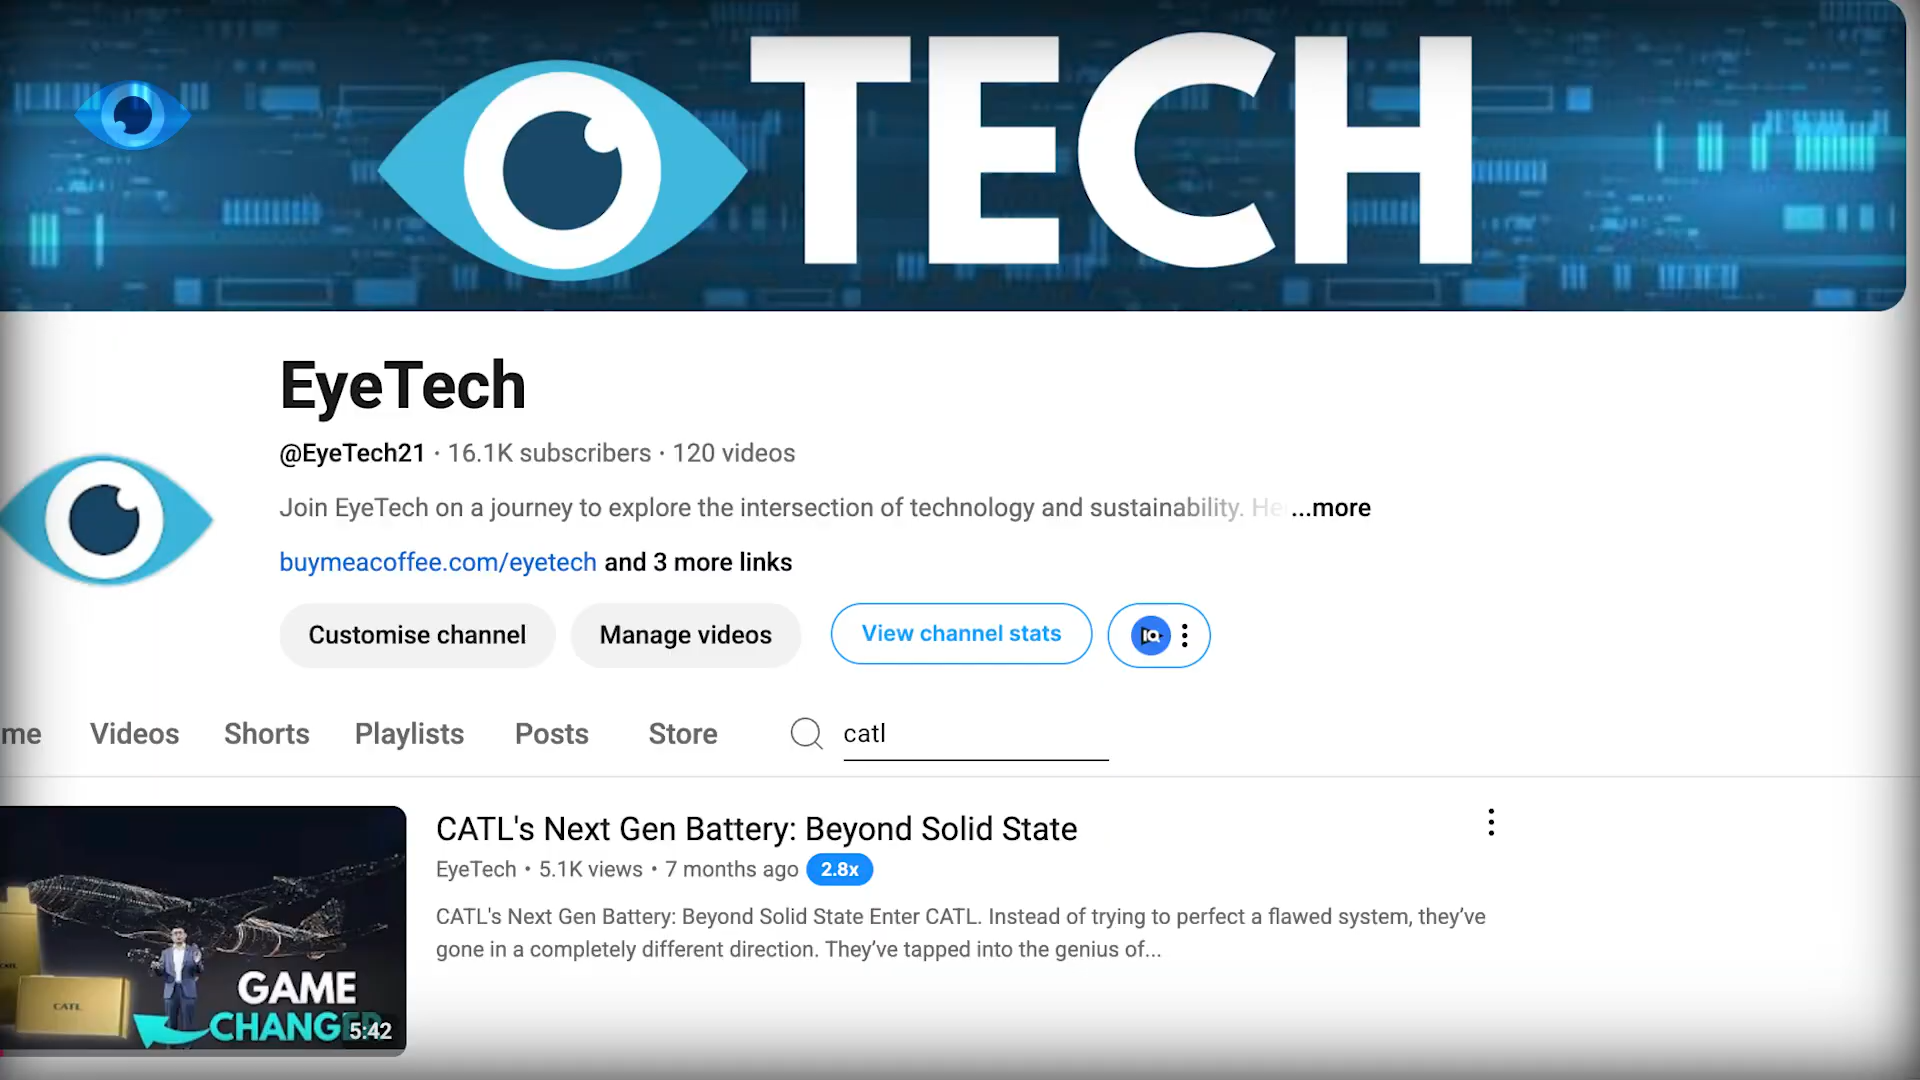 TECH
EyeTech
@EyeTech21 · 16.1K subscribers · 120 videos
Join EyeTech on a journey to explore the intersection of technology and sustainability. He ...more
buymeacoffee.com/eyetech and 3 more links
Customise channel Manage videos View channel stats IQ
me Videos Shorts Playlists Posts Store catl
CATL's Next Gen Battery: Beyond Solid State
EyeTech • 5.1K views • 7 months ago 2.8x
CATL's Next Gen Battery: Beyond Solid State Enter CATL. Instead of trying to perfect a flawed system, they’ve
gone in a completely different direction. They’ve tapped into the genius of...
CATL
GAME
5:42